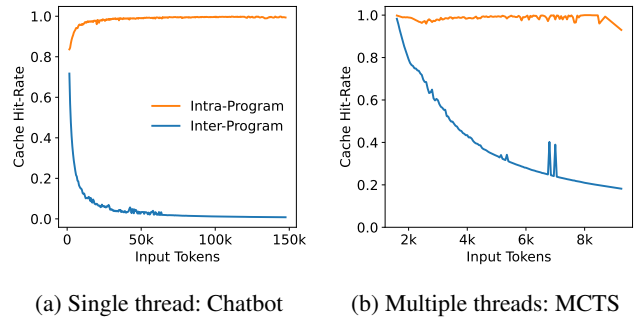 1.0
0.8
0.6
0.4
0.2
0.0
Cache Hit-Rate
Intra-Program
Inter-Program
0
50k
100k
150k
Input Tokens
(a) Single thread: Chatbot
1.0
0.8
0.6
0.4
0.2
0.0
Cache Hit-Rate
2k
4k
6k
8k
Input Tokens
(b) Multiple threads: MCTS